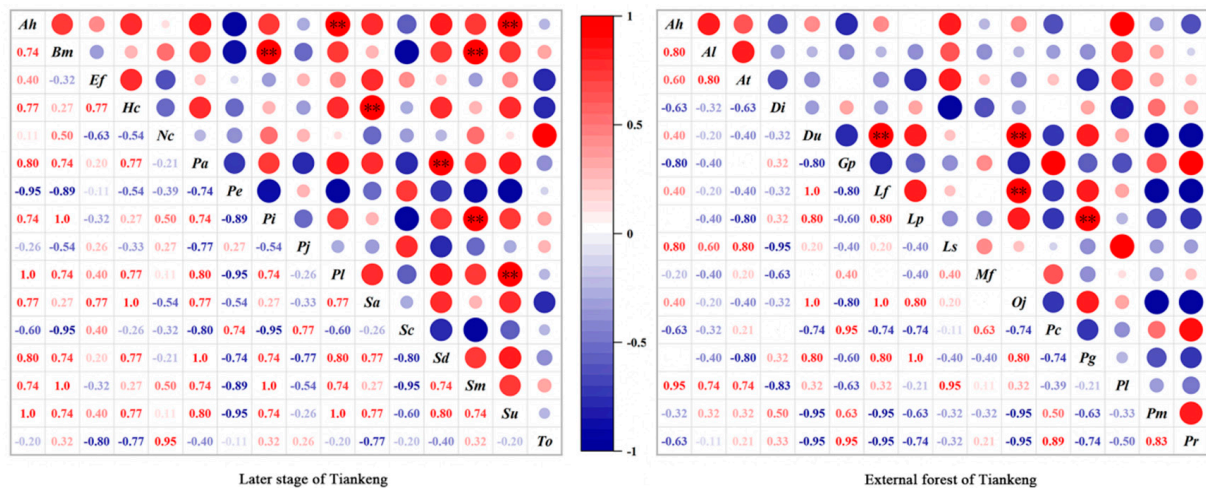 Ah ** **
0.74 Bm ** **
0.40 -0.32 Ef
0.77 0.27 0.77 Hc **
0.11 0.50 -0.63 -0.54 Nc
0.80 0.74 0.20 0.77 -0.21 Pa **
-0.95 -0.89 -0.11 -0.54 -0.39 -0.74 Pe
0.74 1.0 -0.32 0.27 0.50 0.74 -0.89 Pi **
-0.26 -0.54 0.26 -0.33 0.27 -0.77 0.27 -0.54 Pj
1.0 0.74 0.40 0.77 0.11 0.80 -0.95 0.74 -0.26 Pl **
0.77 0.27 0.77 1.0 -0.54 0.77 -0.54 0.27 -0.33 0.77 Sa
-0.60 -0.95 0.40 -0.26 -0.32 -0.80 0.74 -0.95 0.77 -0.60 -0.26 Sc
0.80 0.74 0.20 0.77 -0.21 1.0 -0.74 0.74 -0.77 0.80 0.77 -0.80 Sd
0.74 1.0 -0.32 0.27 0.50 0.74 -0.89 1.0 -0.54 0.74 0.27 -0.95 0.74 Sm
1.0 0.74 0.40 0.77 0.11 0.80 -0.95 0.74 -0.26 1.0 0.77 -0.60 0.80 0.74 Su
-0.20 0.32 -0.80 -0.77 0.95 -0.40 -0.11 0.32 0.26 -0.20 -0.77 -0.20 -0.40 0.32 -0.20 To
Later stage of Tiankeng
1
0.5
0
-0.5
-1
Ah
0.80 Al
0.60 0.80 At
-0.63 -0.32 -0.63 Di
0.40 -0.20 -0.40 -0.32 Du ** **
-0.80 -0.40 0.32 -0.80 Gp
0.40 -0.20 -0.40 -0.32 1.0 -0.80 Lf **
-0.40 -0.80 0.32 0.80 -0.60 0.80 Lp **
0.80 0.60 0.80 -0.95 0.20 -0.40 0.20 -0.40 Ls
-0.20 -0.40 0.20 -0.63 0.40 -0.40 0.40 Mf
0.40 -0.20 -0.40 -0.32 1.0 -0.80 1.0 0.80 0.20 Oj
-0.63 -0.32 0.21 -0.74 0.95 -0.74 -0.74 -0.11 0.63 -0.74 Pc
-0.40 -0.80 0.32 0.80 -0.60 0.80 1.0 -0.40 -0.40 0.80 -0.74 Pg
0.95 0.74 0.74 -0.83 0.32 -0.63 0.32 -0.21 0.95 0.11 0.32 -0.39 -0.21 Pl
-0.32 0.32 0.32 0.50 -0.95 0.63 -0.95 -0.63 -0.32 -0.32 -0.95 0.50 -0.63 -0.33 Pm
-0.63 -0.11 0.21 0.33 -0.95 0.95 -0.95 -0.74 -0.32 0.21 -0.95 0.89 -0.74 -0.50 0.83 Pr
External forest of Tiankeng